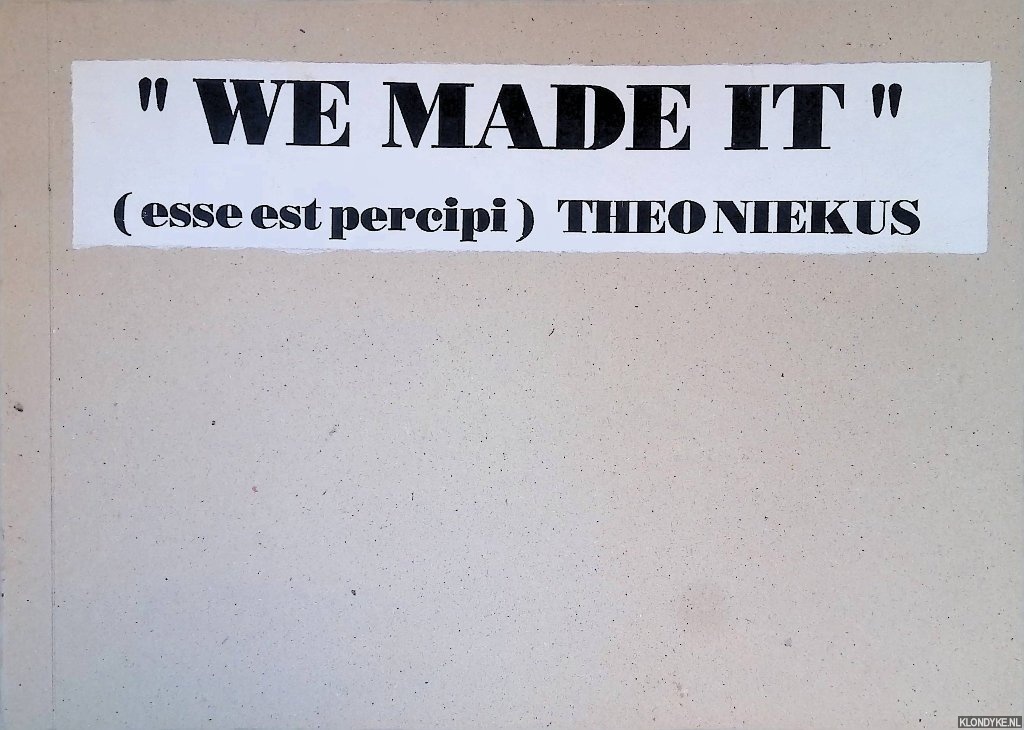 " WE MADE IT "
( esse est percipi ) THEO NIEKUS
KLONDYKE.NL